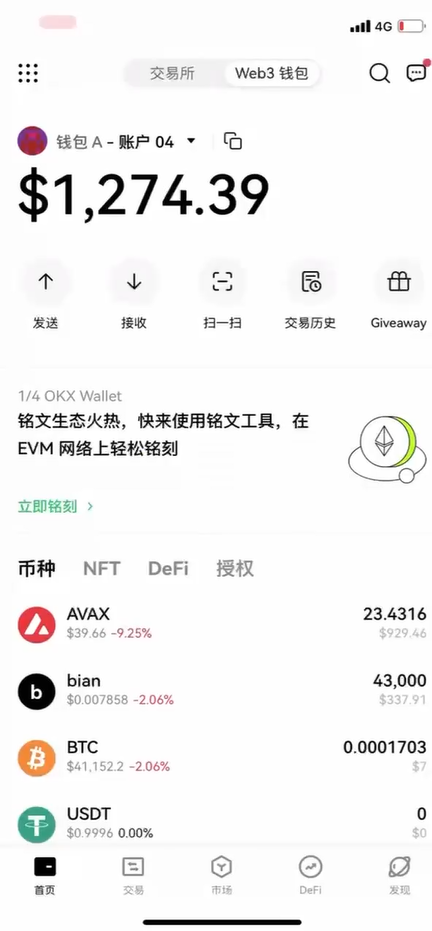 4G
交易所 Web3 钱包
钱包 A - 账户 04
$1,274.39
发送 接收 扫一扫 交易历史 Giveaway
1/4 OKX Wallet
铭文生态火热，快来使用铭文工具，在
EVM 网络上轻松铭刻
立即铭刻 >
币种 NFT DeFi 授权
AVAX 23.4316
$39.66 -9.25% $929.46
b bian 43,000
$0.007858 -2.06% $337.91
BTC 0.0001703
$41,152.2 -2.06% $7
USDT 0
$0.9996 0.00% $0
首页 交易 市场 DeFi 发现